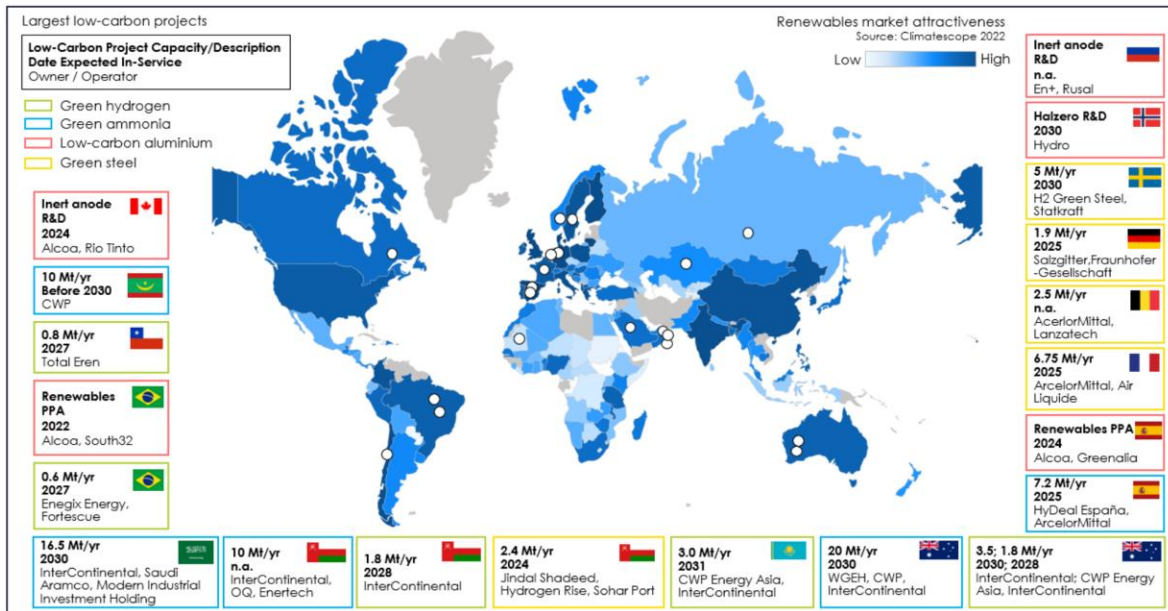 Largest low-carbon projects
Low-Carbon Project Capacity/Description
Date Expected In-Service
Owner / Operator
Green hydrogen
Green ammonia
Low-carbon aluminium
Green steel
Renewables market attractiveness
Source: Climatescope 2022
Low
High
Inert anode
R&D
2024
Alcoa, Rio Tinto
10 Mt/yr
Before 2030
CWP
0.8 Mt/yr
2027
Total Eren
Renewables
PPA
2022
Alcoa, South32
0.6 Mt/yr
2027
Enegix Energy,
Fortescue
Inert anode
R&D
n.a.
En+, Rusal
Halzero R&D
2030
Hydro
5 Mt/yr
2030
H2 Green Steel,
Statkraft
1.9 Mt/yr
2025
Salzgitter,Fraunhofer
-Gesellschaft
2.5 Mt/yr
n.a.
AcerlorMittal,
Lanzatech
6.75 Mt/yr
2025
ArcelorMittal, Air
Liquide
Renewables PPA
2024
Alcoa, Greenalia
7.2 Mt/yr
2025
HyDeal España,
ArcelorMittal
16.5 Mt/yr
2030
InterContinental, Saudi
Aramco, Modern Industrial
Investment Holding
10 Mt/yr
n.a.
InterContinental,
OQ, Enertech
1.8 Mt/yr
2028
InterContinental
2.4 Mt/yr
2024
Jindal Shadeed,
Hydrogen Rise, Sohar Port
3.0 Mt/yr
2031
CWP Energy Asia,
InterContinental
20 Mt/yr
2030
WGEH, CWP,
InterContinental
3.5; 1.8 Mt/yr
2030; 2028
InterContinental; CWP Energy
Asia, InterContinental